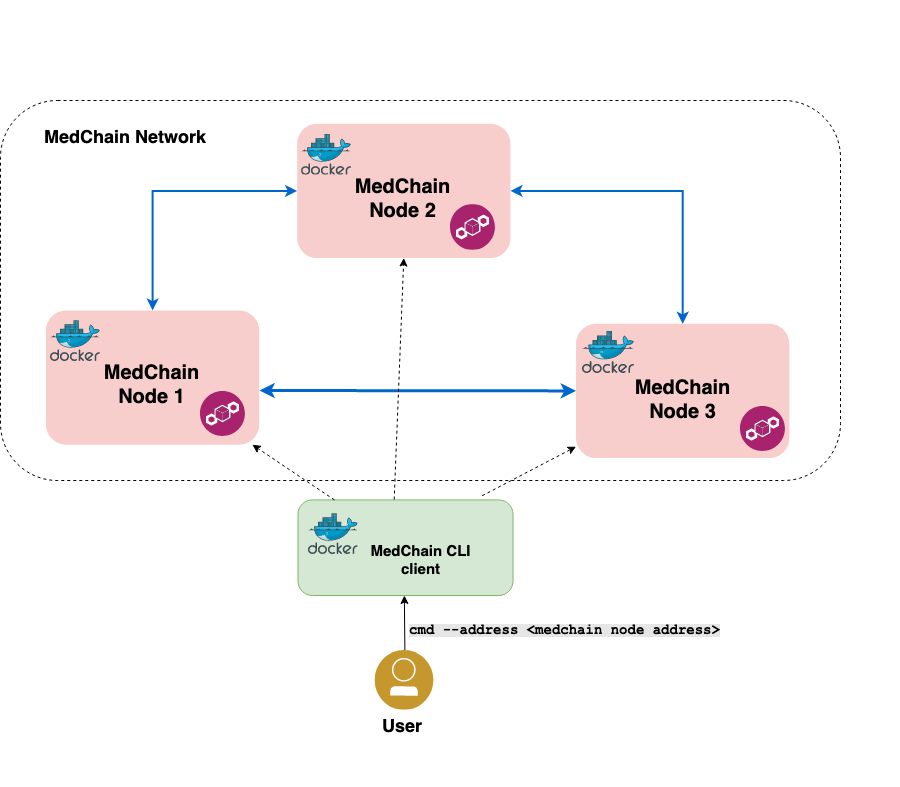 MedChain Network
docker
MedChain
Node 2
docker
MedChain
Node 1
docker
MedChain
Node 3
docker
MedChain CLI
client
cmd --address <medchain node address>
User